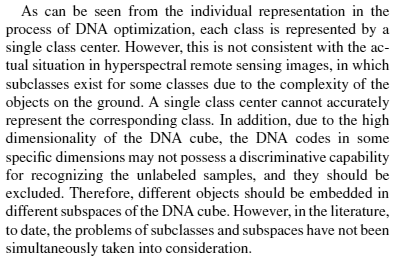 As can be seen from the individual representation in the
process of DNA optimization, each class is represented by a
single class center. However, this is not consistent with the ac-
tual situation in hyperspectral remote sensing images, in which
subclasses exist for some classes due to the complexity of the
objects on the ground. A single class center cannot accurately
represent the corresponding class. In addition, due to the high
dimensionality of the DNA cube, the DNA codes in some
specific dimensions may not possess a discriminative capability
for recognizing the unlabeled samples, and they should be
excluded. Therefore, different objects should be embedded in
different subspaces of the DNA cube. However, in the literature,
to date, the problems of subclasses and subspaces have not been
simultaneously taken into consideration.